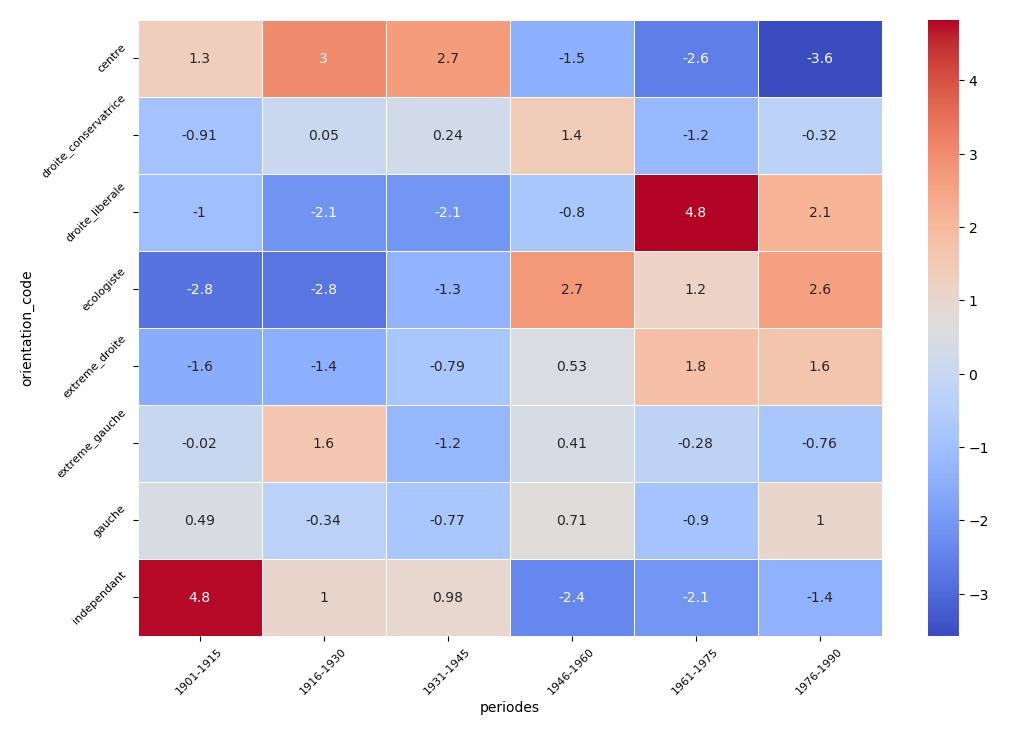 centre 1.3 3 2.7 -1.5 -2.6 -3.6
droite_conservatrice -0.91 0.05 0.24 1.4 -1.2 -0.32
droite_liberale -1 -2.1 -2.1 -0.8 4.8 2.1
ecologiste -2.8 -2.8 -1.3 2.7 1.2 2.6
extreme_droite -1.6 -1.4 -0.79 0.53 1.8 1.6
extreme_gauche -0.02 1.6 -1.2 0.41 -0.28 -0.76
gauche 0.49 -0.34 -0.77 0.71 -0.9 1
independant 4.8 1 0.98 -2.4 -2.1 -1.4
orientation_code
1901-1915 1916-1930 1931-1945 1946-1960 1961-1975 1976-1990
periodes
4
3
2
1
0
−1
−2
−3